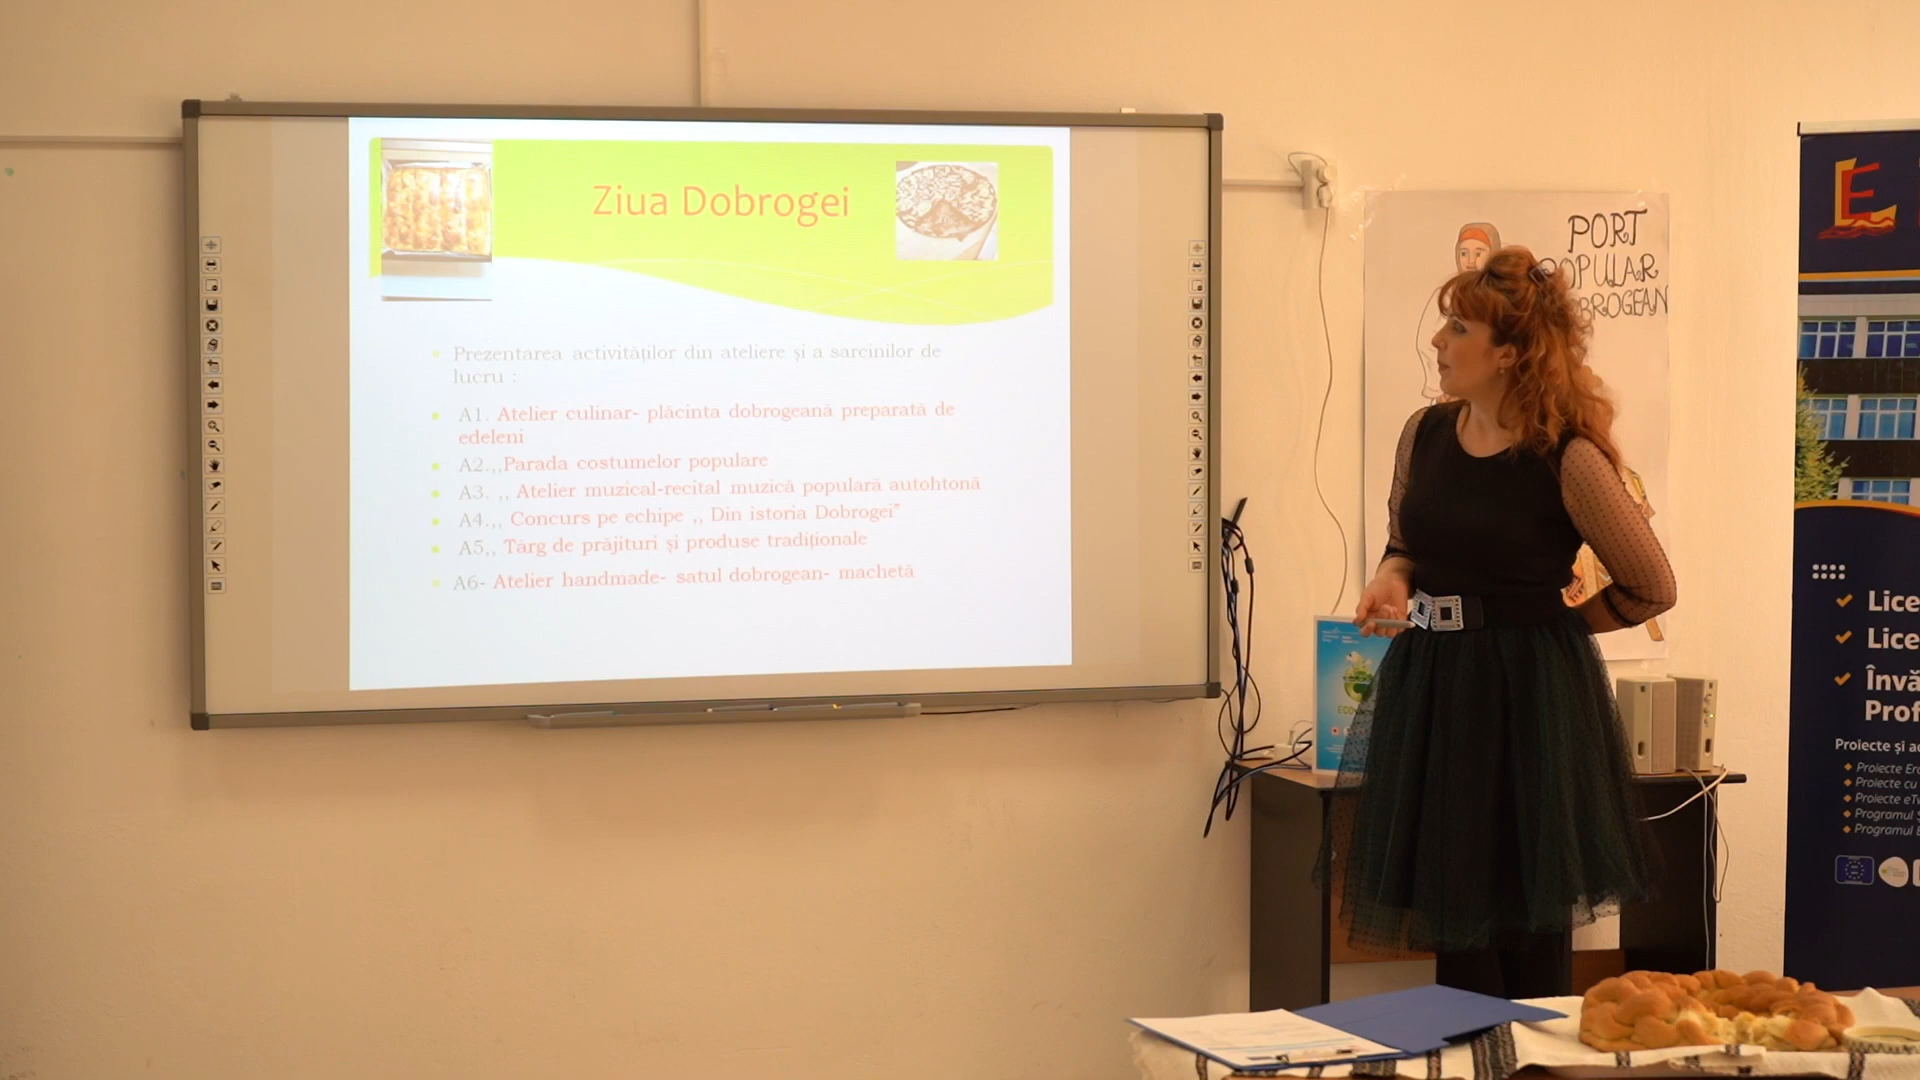 Ziua Dobrogei
Prezentarea activităților din ateliere și a sarcinilor de
lucru :
A1. Atelier culinar- plăcinta dobrogeană preparată de
edeleni
A2.,,Parada costumelor populare
A3. ,, Atelier muzical-recital muzică populară autohtonă
A4.,, Concurs pe echipe ,, Din istoria Dobrogei”
A5,, Târg de prăjituri și produse tradiționale
A6- Atelier handmade- satul dobrogean- machetă
PORT
POPULAR
BROGEAN
E
Lice
Lice
Învă
Prof
Proiecte și a
Proiecte Er
Proiecte cu
Proiecte eTw
Programul
Programul E